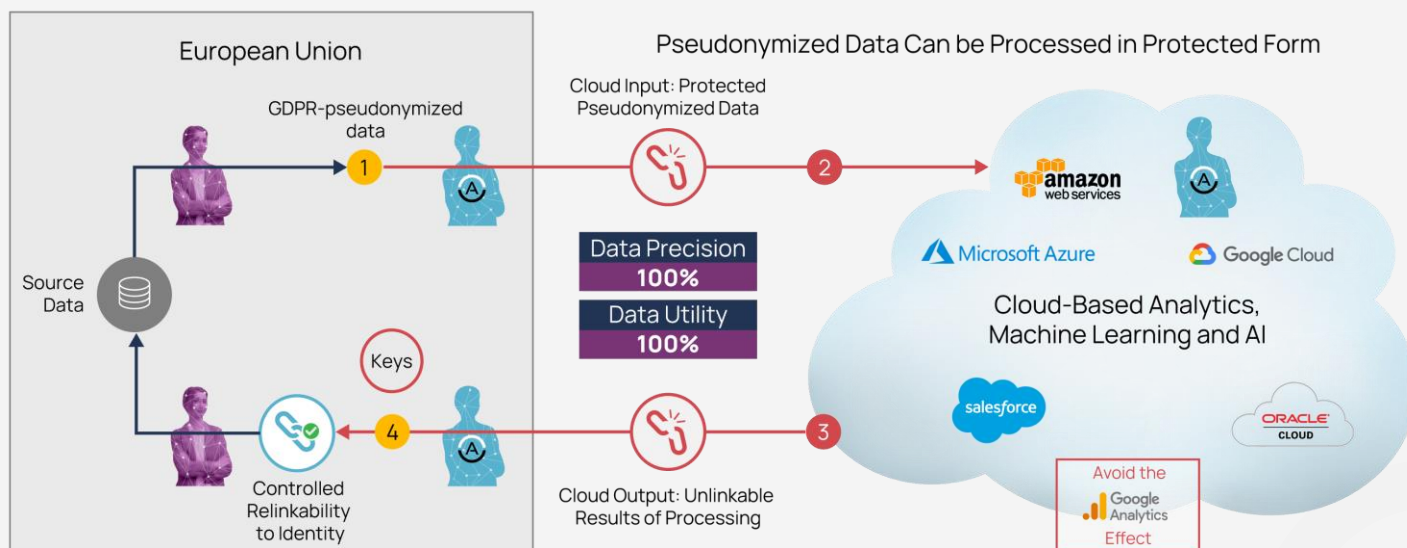 European Union
Pseudonymized Data Can be Processed in Protected Form
GDPR-pseudonymized
data
Cloud Input: Protected
Pseudonymized Data
1
A
2
amazon
web services
A
Data Precision
100%
Data Utility
100%
Microsoft Azure
Google Cloud
Source
Data
Cloud-Based Analytics,
Machine Learning and AI
Keys
salesforce
ORACLE
CLOUD
4
A
3
Controlled
Relinkability
to Identity
Cloud Output: Unlinkable
Results of Processing
Avoid the
Google
Analytics
Effect